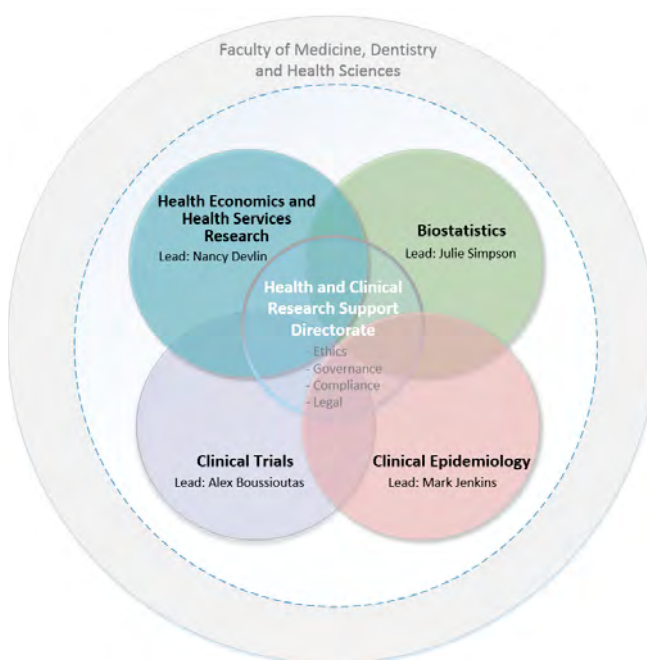 Faculty of Medicine, Dentistry
and Health Sciences
Health Economics and
Health Services
Research
Lead: Nancy Devlin
Biostatistics
Lead: Julie Simpson
Health and Clinical
Research Support
Directorate
- Ethics
- Governance
- Compliance
- Legal
Clinical Trials
Lead: Alex Boussioutas
Clinical Epidemiology
Lead: Mark Jenkins